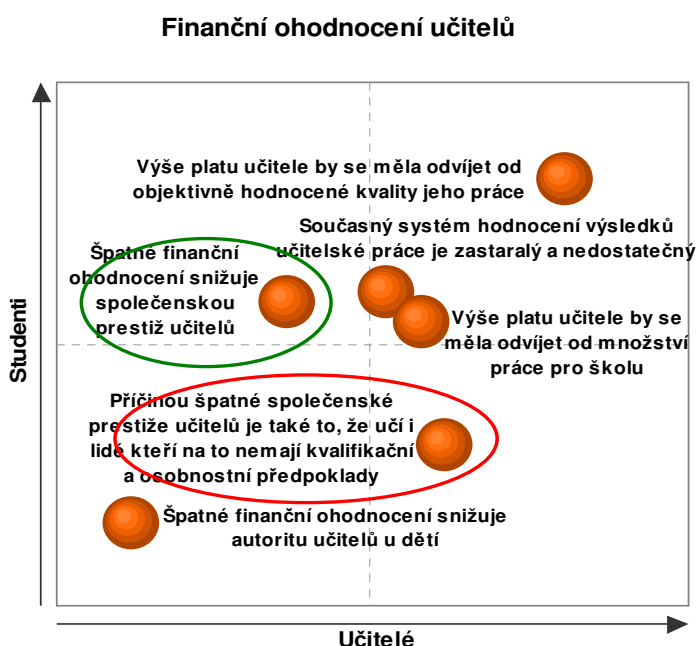 Finanční ohodnocení učitelů
Výše platu učitele by se měla odvíjet od
objektivně hodnocené kvality jeho práce
Současný systém hodnocení výsledků
učitelské práce je zastaralý a nedostatečný
Špatné finanční
ohodnocení snižuje
společenskou
prestiž učitelů
Výše platu učitele by se
měla odvíjet od množství
práce pro školu
Příčinou špatné společenské
prestiže učitelů je také to, že učí i
lidé kteří na to nemají kvalifikační
a osobnostní předpoklady
Špatné finanční ohodnocení snižuje
autoritu učitelů u dětí
Studenti
Učitelé